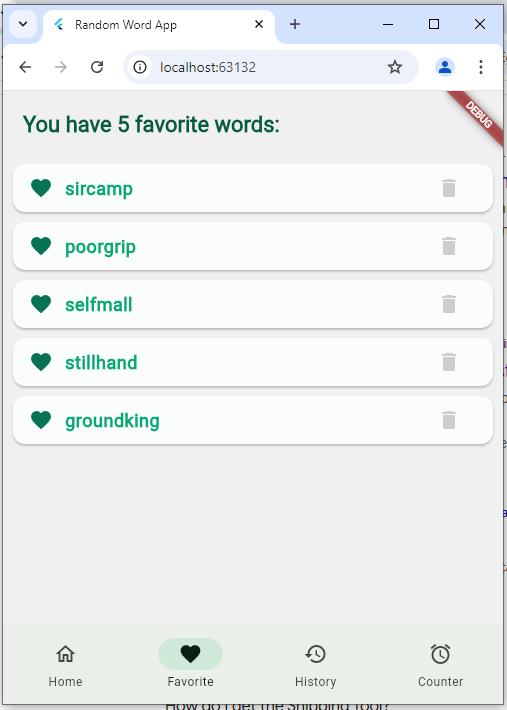 Random Word App
localhost:63132
DEBUG
You have 5 favorite words:
sircamp
poorgrip
selfmall
stillhand
groundking
Home
Favorite
History
Counter
How do I get the Snipping Tool?